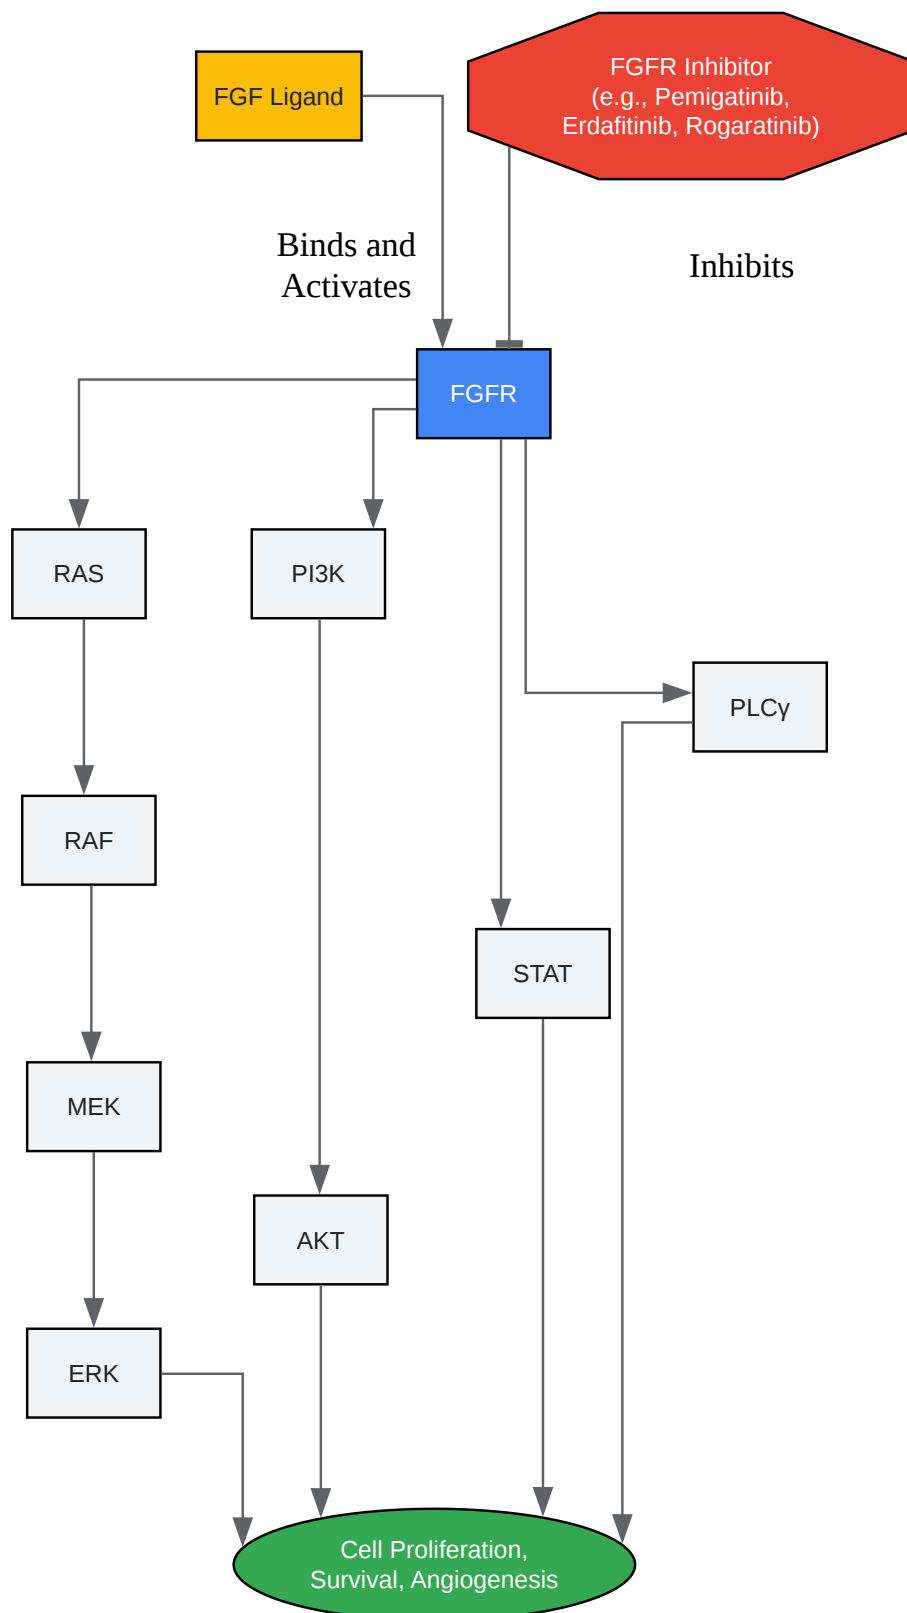 FGF Ligand
FGFR Inhibitor
(e.g., Pemigatinib,
Erdafitinib, Rogaratinib)
Binds and
Activates
Inhibits
FGFR
RAS
PI3K
PLCγ
RAF
STAT
MEK
AKT
ERK
Cell Proliferation,
Survival, Angiogenesis